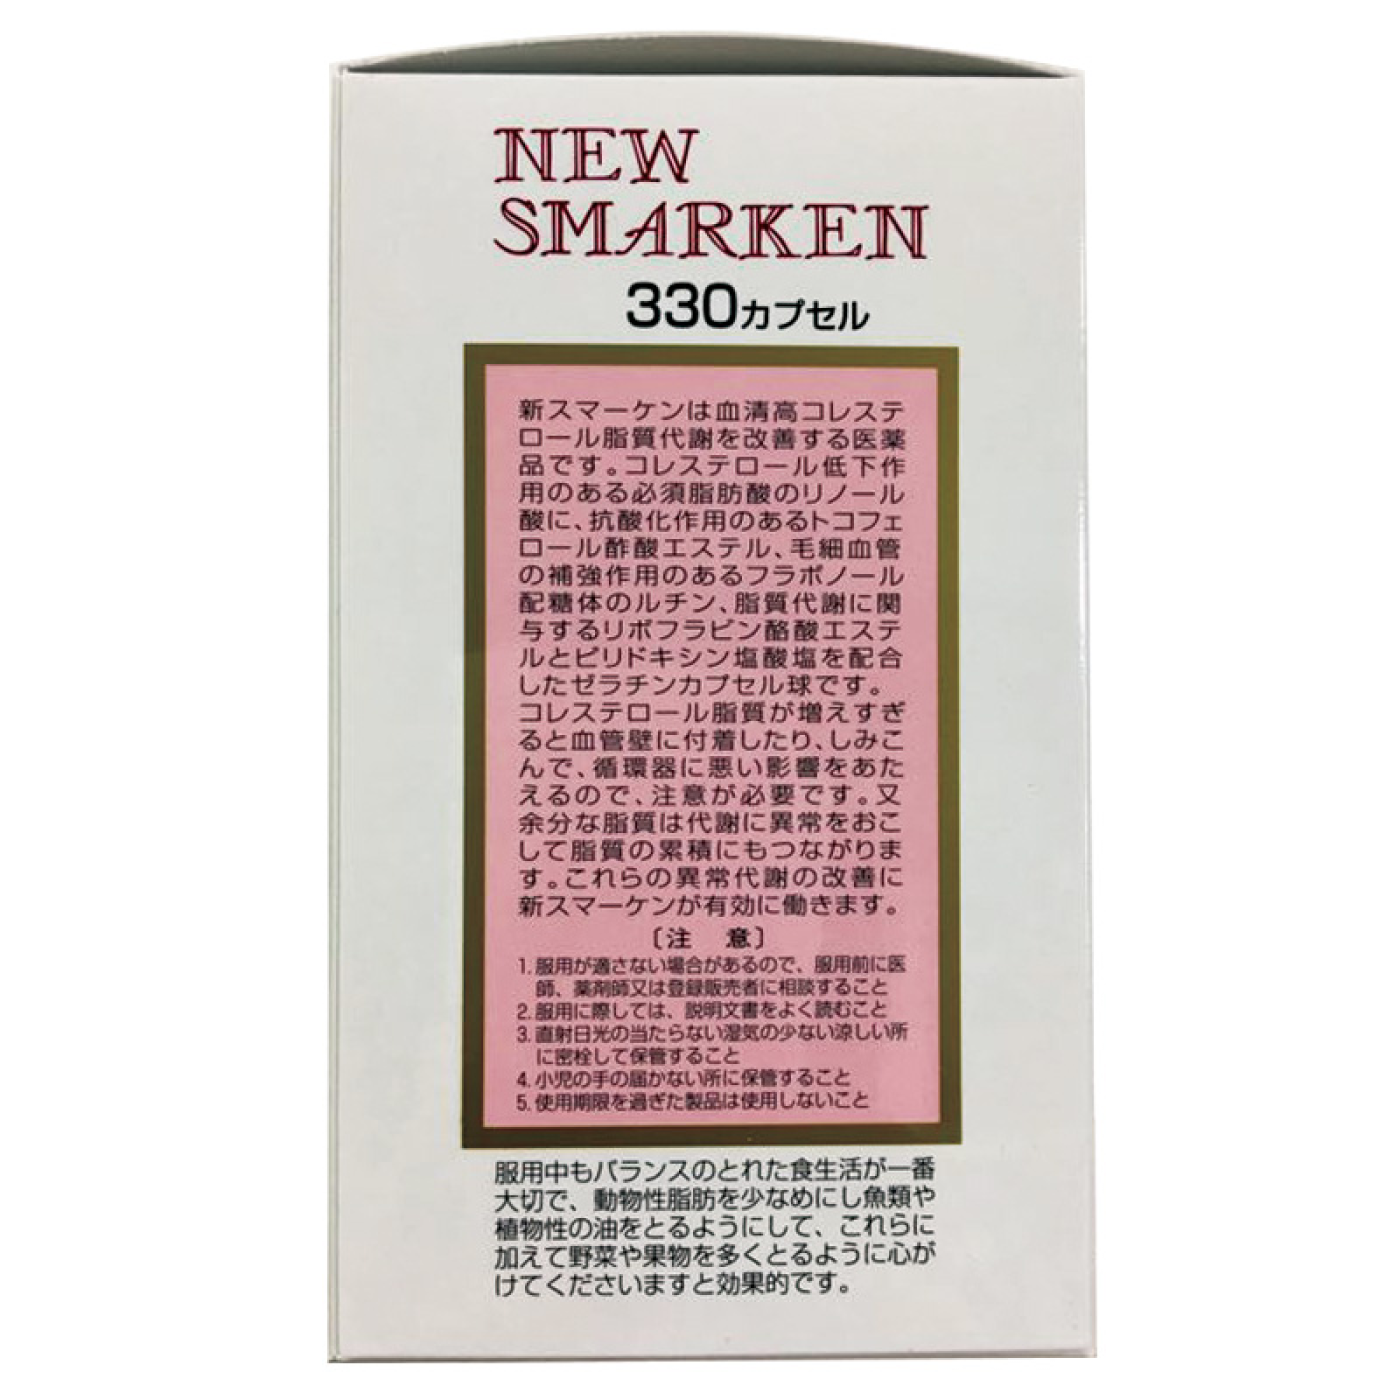 NEW
SMARKEN
330カプセル
新スマーケンは血清高コレステ
ロール脂質代謝を改善する医薬
品です。コレステロール低下作
用のある必須脂肪酸のリノール
酸に、抗酸化作用のあるトコフェ
ロール酢酸エステル、毛細血管
の補強作用のあるフラボノール
配糖体のルチン、脂質代謝に関
与するリボフラビン酪酸エステ
ルとピリドキシン塩酸塩を配合
したゼラチンカプセル球です。
コレステロール脂質が増えすぎ
ると血管壁に付着したり、しみこ
んで、循環器に悪い影響をあた
えるので、注意が必要です。又
余分な脂質は代謝に異常をおこ
して脂質の累積にもつながりま
す。これらの異常代謝の改善に
新スマーケンが有効に働きます。
〔注 意〕
1. 服用が適さない場合があるので、服用前に医
師、薬剤師又は登録販売者に相談すること
2. 服用に際しては、説明文書をよく読むこと
3. 直射日光の当たらない湿気の少ない涼しい所
に密栓して保管すること
4. 小児の手の届かない所に保管すること
5. 使用期限を過ぎた製品は使用しないこと
服用中もバランスのとれた食生活が一番
大切で、動物性脂肪を少なめにし魚類や
植物性の油をとるようにして、これらに
加えて野菜や果物を多くとるように心が
けてくださいますと効果的です。